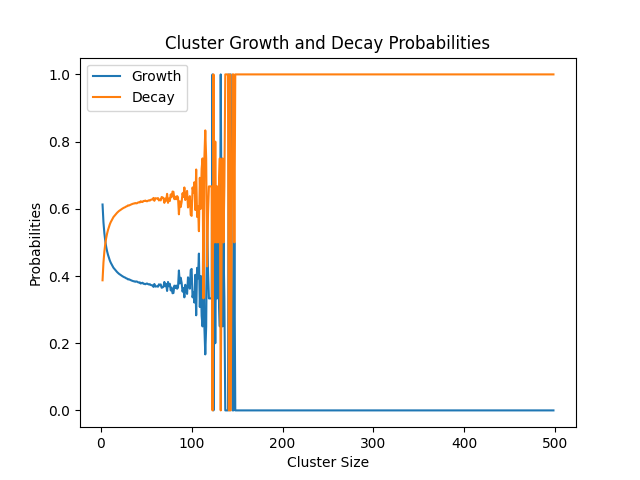 Cluster Growth and Decay Probabilities
Growth
Decay
1.0
0.8
0.6
0.4
0.2
0.0
Probabilities
0
100
200
300
400
500
Cluster Size